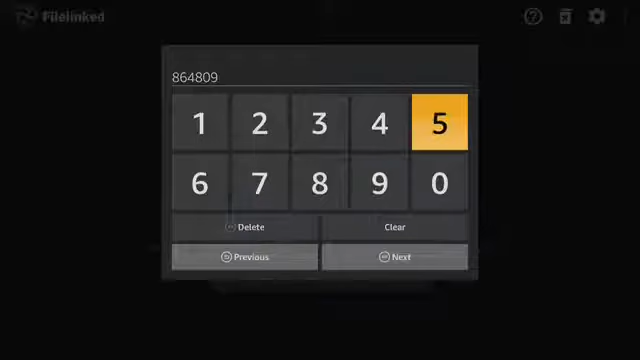 Filelinked
864809
1 2 3 4 5
6 7 8 9 0
Delete Clear
Previous Next